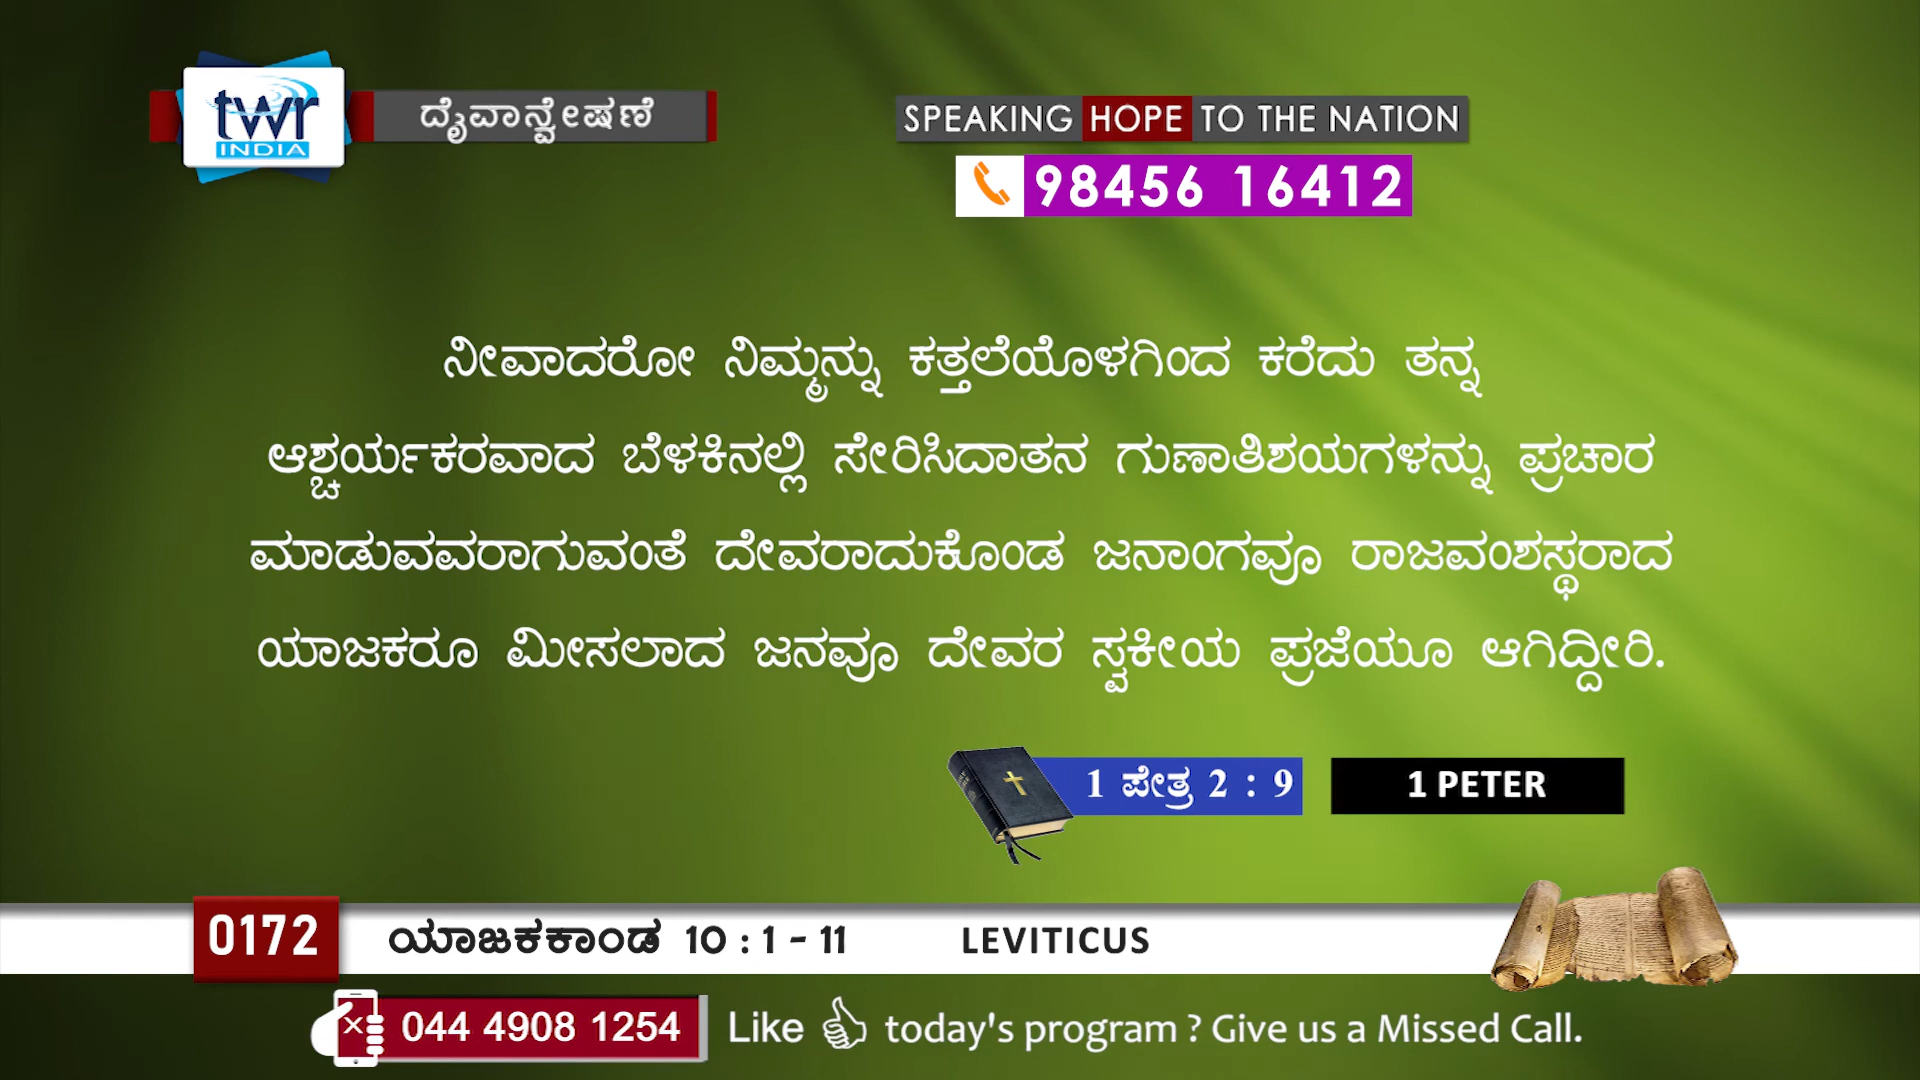 twr
INDIA
ದೈವಾನ್ವೇಷಣೆ
SPEAKING HOPE TO THE NATION
98456 16412
ನೀವಾದರೋ ನಿಮ್ಮನ್ನು ಕತ್ತಲೆಯೊಳಗಿಂದ ಕರೆದು ತನ್ನ
ಆಶ್ಚರ್ಯಕರವಾದ ಬೆಳಕಿನಲ್ಲಿ ಸೇರಿಸಿದಾತನ ಗುಣಾತಿಶಯಗಳನ್ನು ಪ್ರಚಾರ
ಮಾಡುವವರಾಗುವಂತೆ ದೇವರಾದುಕೊಂಡ ಜನಾಂಗವೂ ರಾಜವಂಶಸ್ಥರಾದ
ಯಾಜಕರೂ ಮೀಸಲಾದ ಜನವೂ ದೇವರ ಸ್ವಕೀಯ ಪ್ರಜೆಯೂ ಆಗಿದ್ದೀರಿ.
1 ಪೇತ್ರ 2 : 9 1 PETER
0172 ಯಾಜಕಕಾಂಡ 10 : 1 - 11 LEVITICUS
044 4908 1254 Like today's program ? Give us a Missed Call.